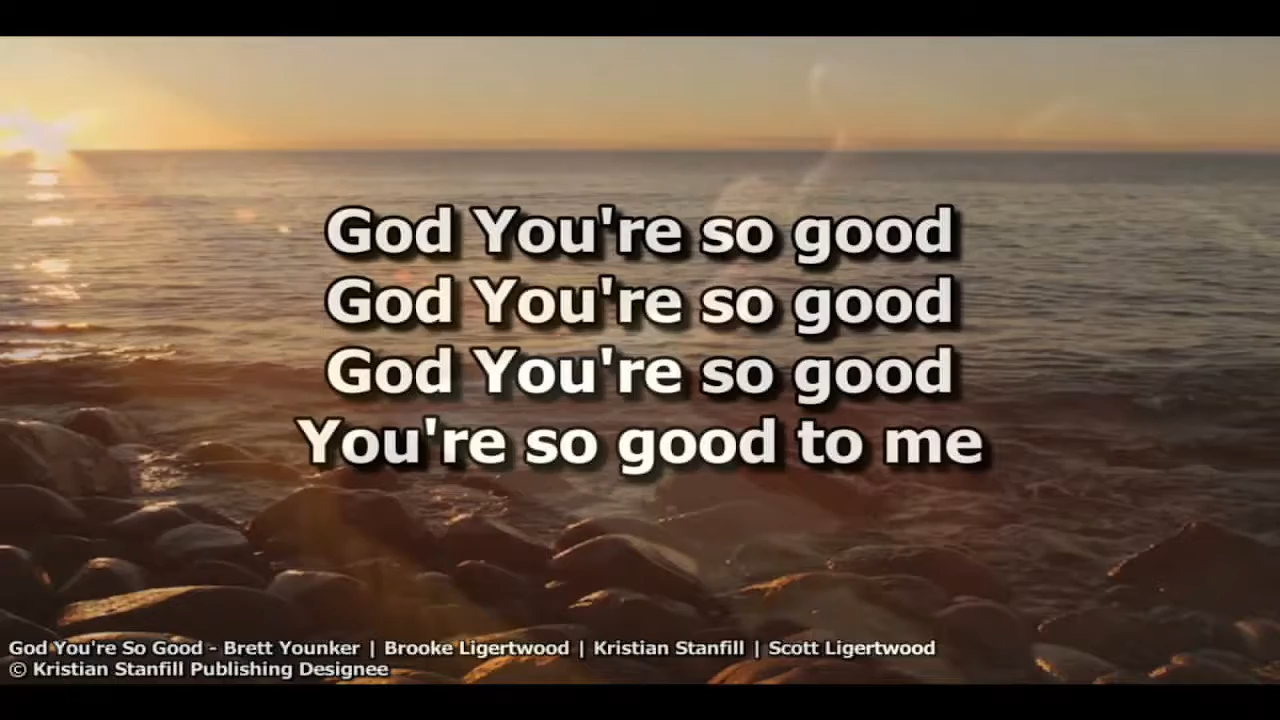 God You're so good
God You're so good
God You're so good
You're so good to me
God You're So Good - Brett Younker | Brooke Ligertwood | Kristian Stanfill | Scott Ligertwood
© Kristian Stanfill Publishing Designee